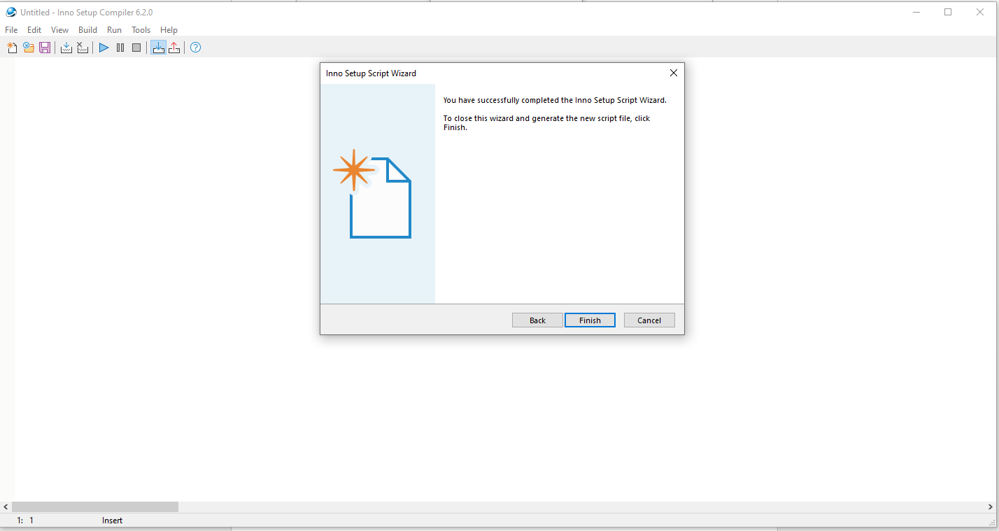 Untitled - Inno Setup Compiler 6.2.0
File Edit View Build Run Tools Help
Inno Setup Script Wizard
You have successfully completed the Inno Setup Script Wizard.
To close this wizard and generate the new script file, click
Finish.
Back Finish Cancel
1: 1 Insert